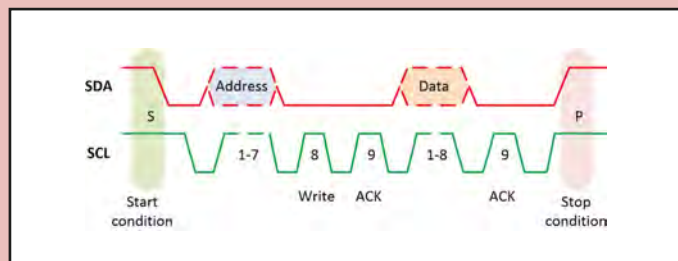 SDA
Address
Data
S
P
SCL
1-7
8
9
1-8
9
Write
ACK
ACK
Start
condition
Stop
condition